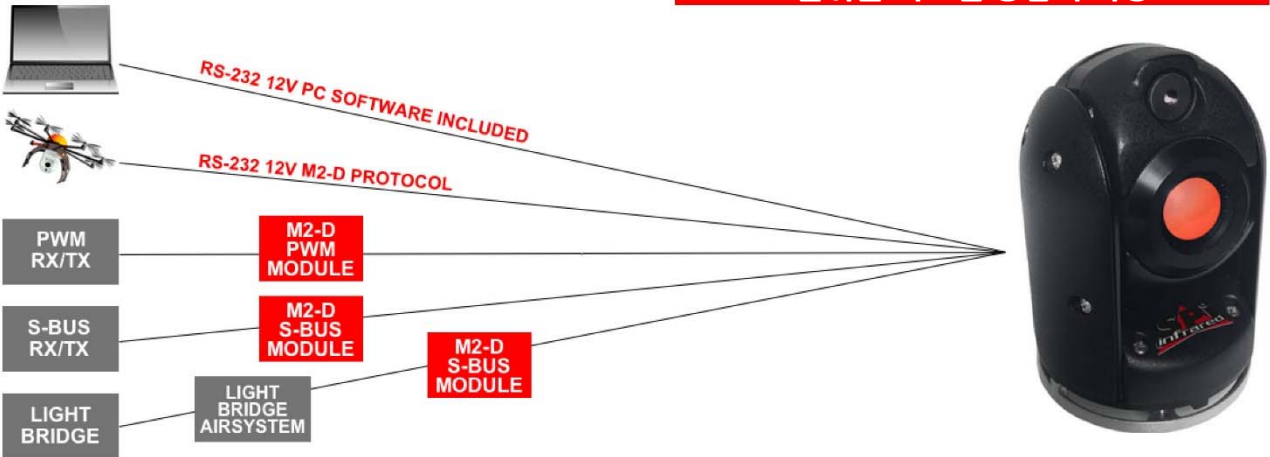 RS-232 12V PC SOFTWARE INCLUDED
RS-232 12V M2-D PROTOCOL
PWM
RX/TX
M2-D
PWM
MODULE
S-BUS
RX/TX
M2-D
S-BUS
MODULE
M2-D
S-BUS
MODULE
LIGHT
BRIDGE
LIGHT
BRIDGE
AIRSYSTEM
infrared